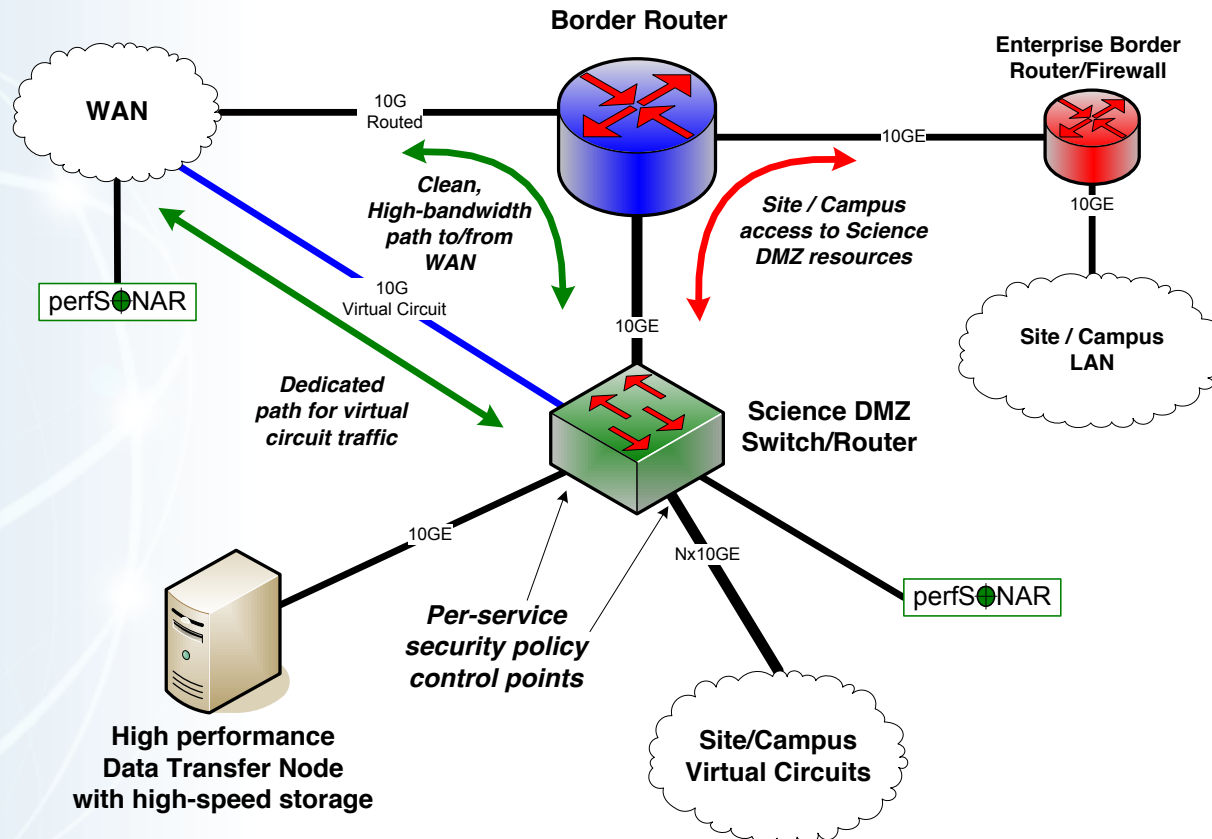 Border Router
Enterprise Border
Router/Firewall
WAN
10G
Routed
10GE
10GE
Clean,
High-bandwidth
path to/from
WAN
Site / Campus
access to Science
DMZ resources
perfSONAR
10G
Virtual Circuit
10GE
Site / Campus
LAN
Dedicated
path for virtual
circuit traffic
Science DMZ
Switch/Router
10GE
Nx10GE
perfSONAR
Per-service
security policy
control points
High performance
Data Transfer Node
with high-speed storage
Site/Campus
Virtual Circuits